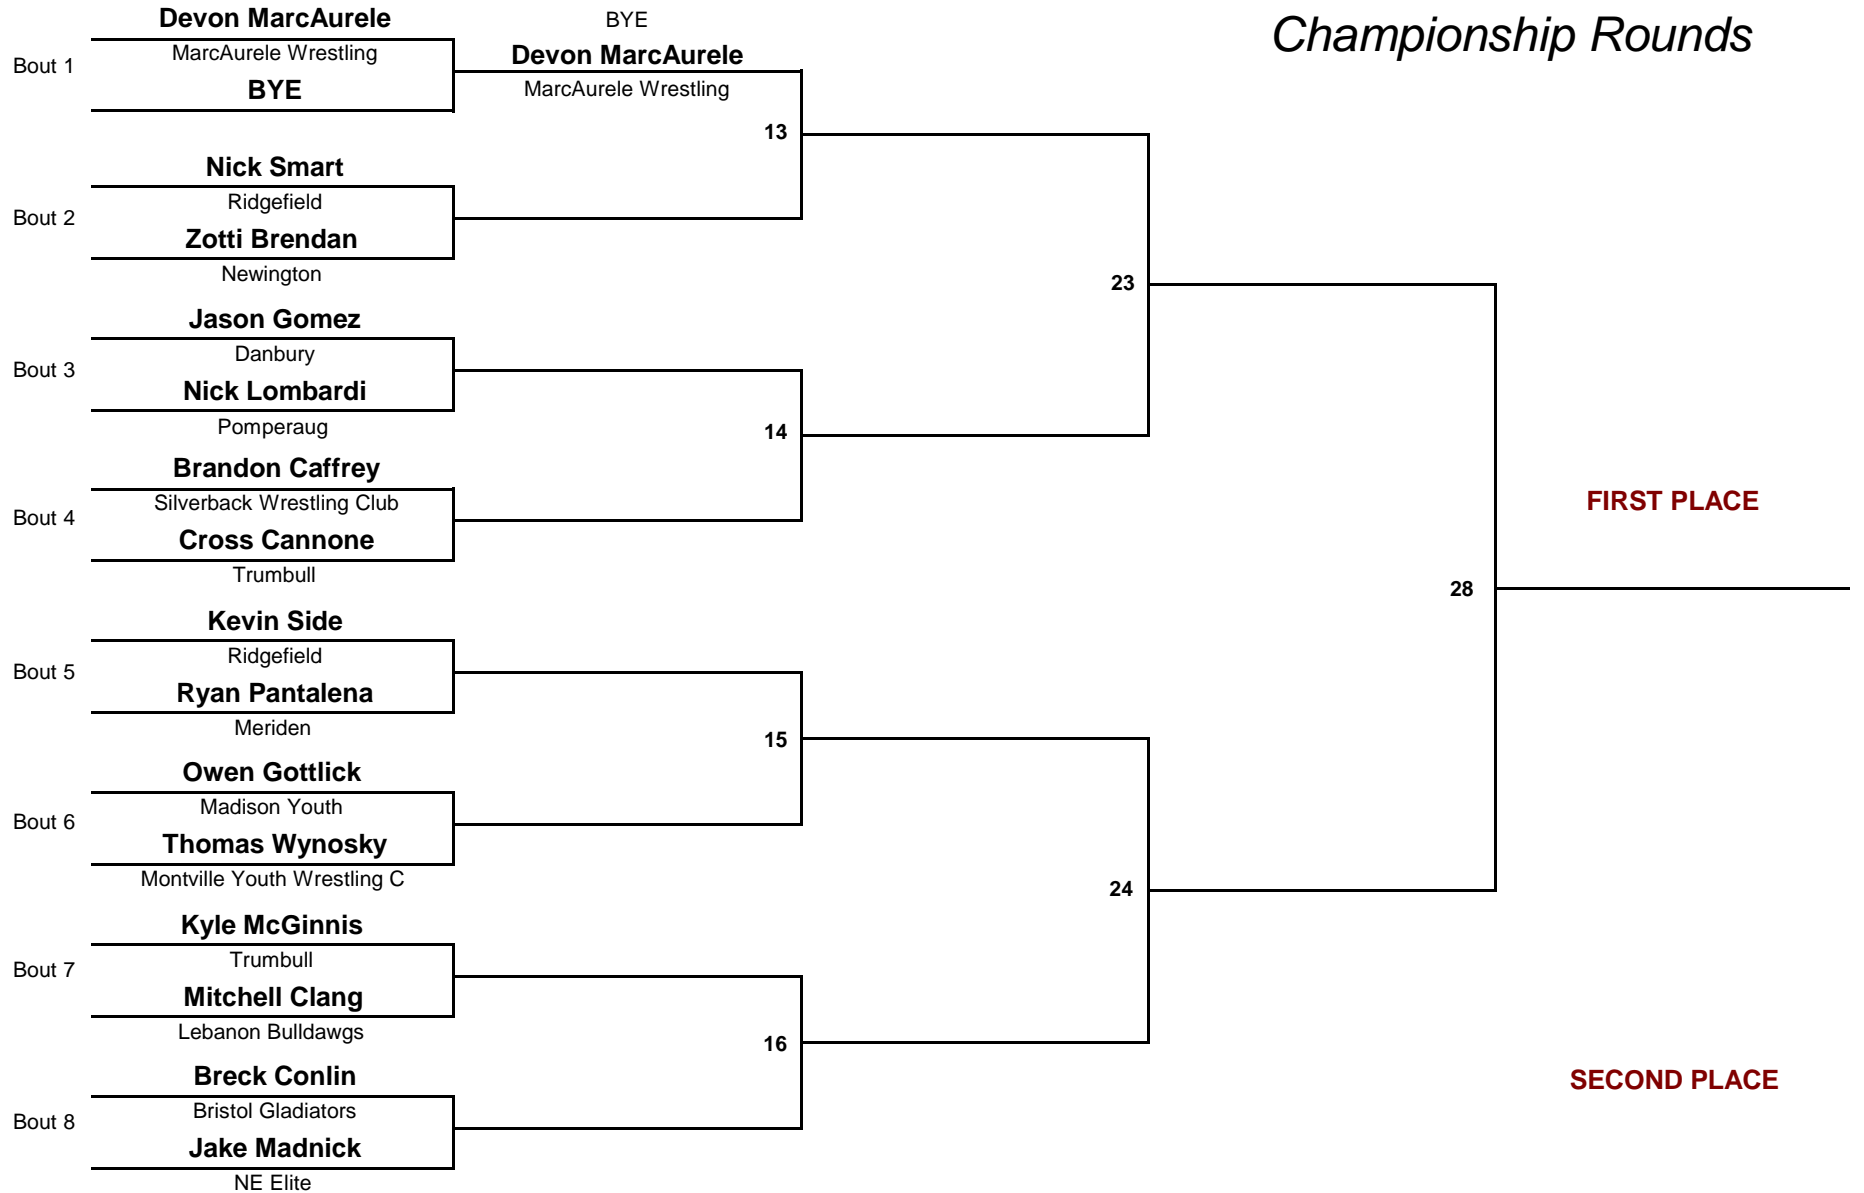 Championship Rounds
Devon MarcAurele
Bout 1
MarcAurele Wrestling
BYE
BYE
Devon MarcAurele
MarcAurele Wrestling
13
Nick Smart
Bout 2
Ridgefield
Zotti Brendan
Newington
23
Jason Gomez
Bout 3
Danbury
Nick Lombardi
Pomperaug
14
Brandon Caffrey
Bout 4
Silverback Wrestling Club
Cross Cannone
Trumbull
FIRST PLACE
28
Kevin Side
Bout 5
Ridgefield
Ryan Pantalena
Meriden
15
Owen Gottlick
Bout 6
Madison Youth
Thomas Wynosky
Montville Youth Wrestling C
24
Kyle McGinnis
Bout 7
Trumbull
Mitchell Clang
Lebanon Bulldawgs
16
Breck Conlin
Bout 8
Bristol Gladiators
Jake Madnick
NE Elite
SECOND PLACE